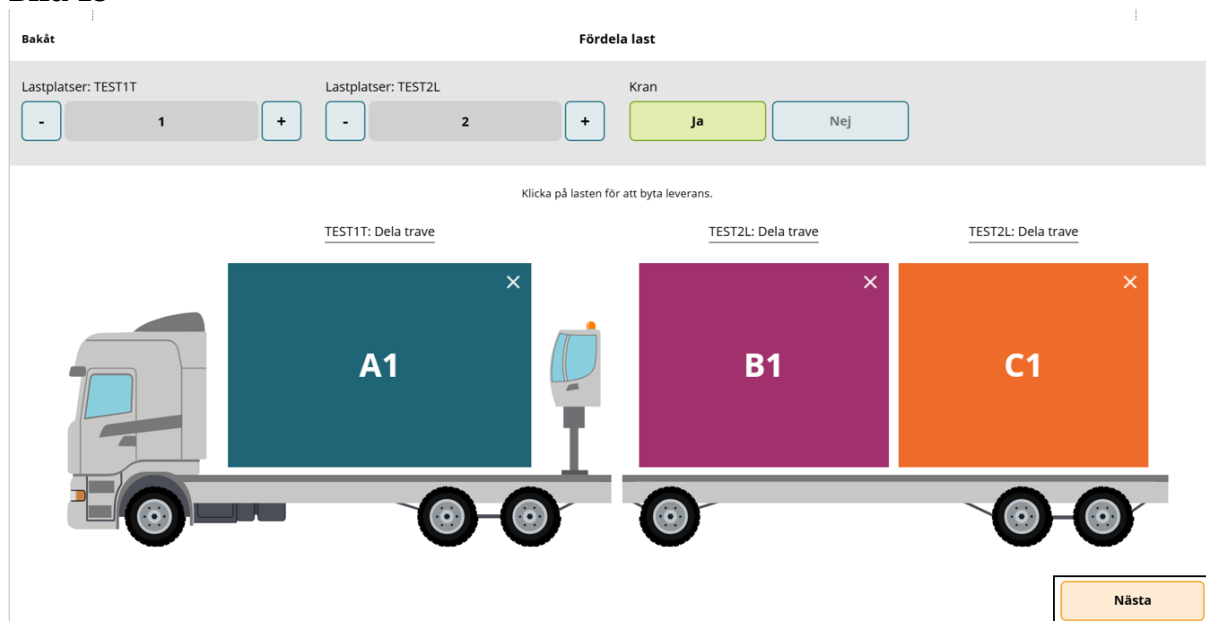 Bakåt
Fördela last
Lastplatser: TEST1T
Lastplatser: TEST2L
Kran
-
1
+
-
2
+
Ja
Nej
Klicka på lasten för att byta leverans.
TEST1T: Dela trave
TEST2L: Dela trave
TEST2L: Dela trave
A1
B1
C1
Nästa